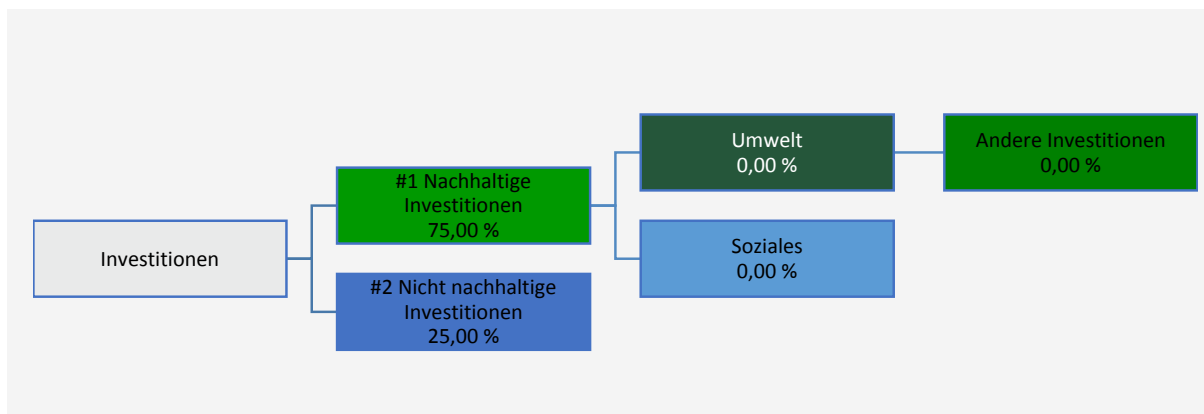 Investitionen
#1 Nachhaltige
Investitionen
75,00 %
#2 Nicht nachhaltige
Investitionen
25,00 %
Umwelt
0,00 %
Soziales
0,00 %
Andere Investitionen
0,00 %